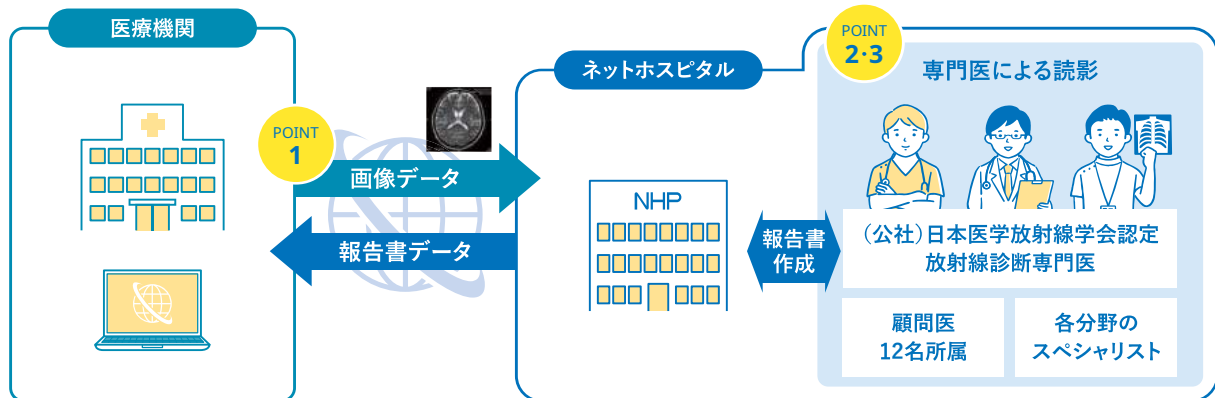 医療機関
POINT
1
画像データ
報告書データ
ネットホスピタル
NHP
報告書
作成
POINT
2·3
専門医による読影
（公社）日本医学放射線学会認定
放射線診断専門医
顧問医
12名所属
各分野の
スペシャリスト